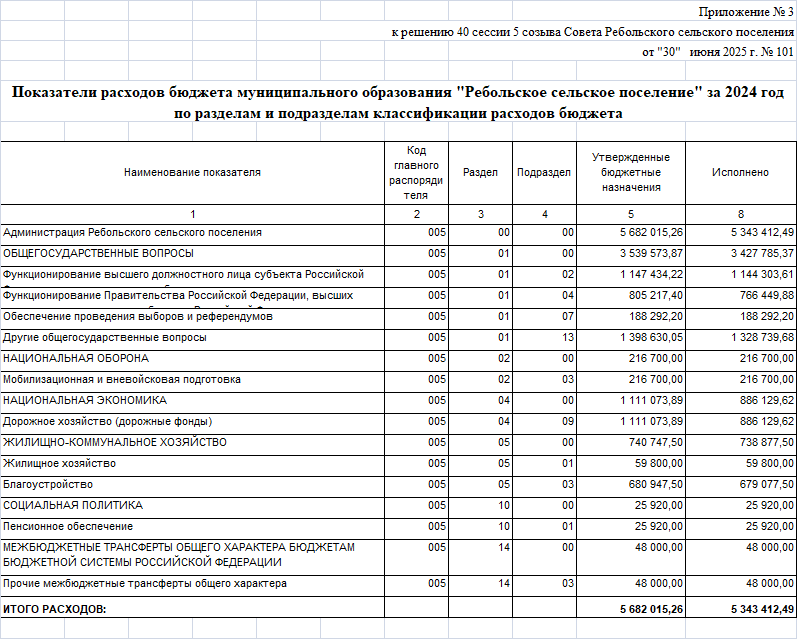 Приложение № 3
к решению 40 сессии 5 созыва Совета Ребольского сельского поселения
от "30" июня 2025 г. № 101
Показатели расходов бюджета муниципального образования "Ребольское сельское поселение" за 2024 год
по разделам и подразделам классификации расходов бюджета
Наименование показателя Код главного распорядителя Раздел Подраздел Утвержденные бюджетные назначения Исполнено
1 2 3 4 5 8
Администрация Ребольского сельского поселения 005 00 00 5 682 015,26 5 343 412,49
ОБЩЕГОСУДАРСТВЕННЫЕ ВОПРОСЫ 005 01 00 3 539 573,87 3 427 785,37
Функционирование высшего должностного лица субъекта Российской 005 01 02 1 147 434,22 1 144 303,61
Функционирование Правительства Российской Федерации, высших 005 01 04 805 217,40 766 449,88
Обеспечение проведения выборов и референдумов 005 01 07 188 292,20 188 292,20
Другие общегосударственные вопросы 005 01 13 1 398 630,05 1 328 739,68
НАЦИОНАЛЬНАЯ ОБОРОНА 005 02 00 216 700,00 216 700,00
Мобилизационная и вневойсковая подготовка 005 02 03 216 700,00 216 700,00
НАЦИОНАЛЬНАЯ ЭКОНОМИКА 005 04 00 1 111 073,89 886 129,62
Дорожное хозяйство (дорожные фонды) 005 04 09 1 111 073,89 886 129,62
ЖИЛИЩНО-КОММУНАЛЬНОЕ ХОЗЯЙСТВО 005 05 00 740 747,50 738 877,50
Жилищное хозяйство 005 05 01 59 800,00 59 800,00
Благоустройство 005 05 03 680 947,50 679 077,50
СОЦИАЛЬНАЯ ПОЛИТИКА 005 10 00 25 920,00 25 920,00
Пенсионное обеспечение 005 10 01 25 920,00 25 920,00
МЕЖБЮДЖЕТНЫЕ ТРАНСФЕРТЫ ОБЩЕГО ХАРАКТЕРА БЮДЖЕТАМ 005 14 00 48 000,00 48 000,00
БЮДЖЕТНОЙ СИСТЕМЫ РОССИЙСКОЙ ФЕДЕРАЦИИ
Прочие межбюджетные трансферты общего характера 005 14 03 48 000,00 48 000,00
ИТОГО РАСХОДОВ: 5 682 015,26 5 343 412,49